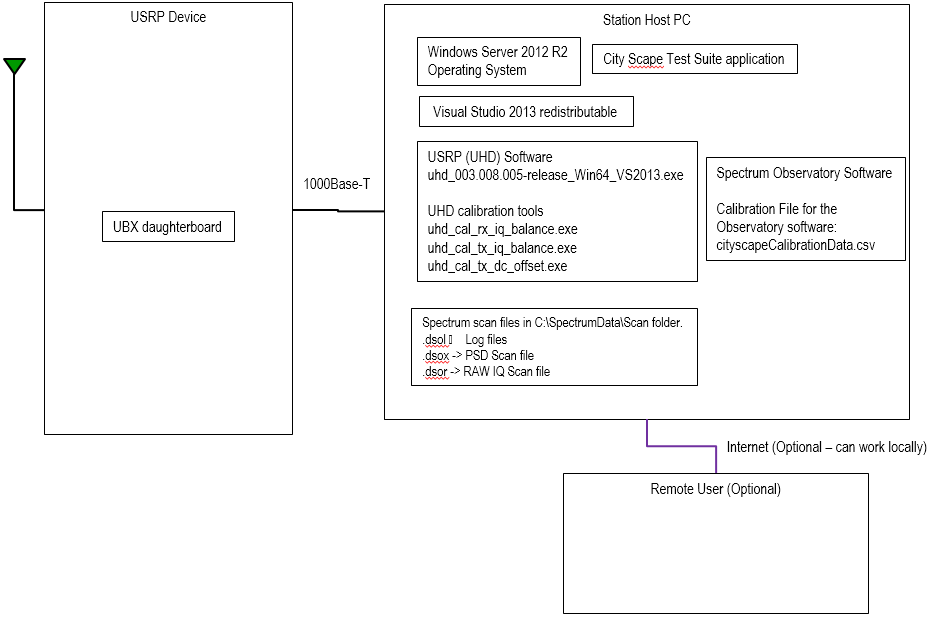 USRP Device
UBX daughterboard
1000Base-T
Station Host PC
Windows Server 2012 R2
Operating System
City Scape Test Suite application
Visual Studio 2013 redistributable
USRP (UHD) Software
uhd_003.008.005-release_Win64_VS2013.exe
UHD calibration tools
uhd_cal_rx_iq_balance.exe
uhd_cal_tx_iq_balance.exe
uhd_cal_tx_dc_offset.exe
Spectrum Observatory Software
Calibration File for the
Observatory software:
cityscapeCalibrationData.csv
Spectrum scan files in C:\SpectrumData\Scan folder.
.dsol ▯ Log files
.dsox -> PSD Scan file
.dsor -> RAW IQ Scan file
Internet (Optional – can work locally)
Remote User (Optional)